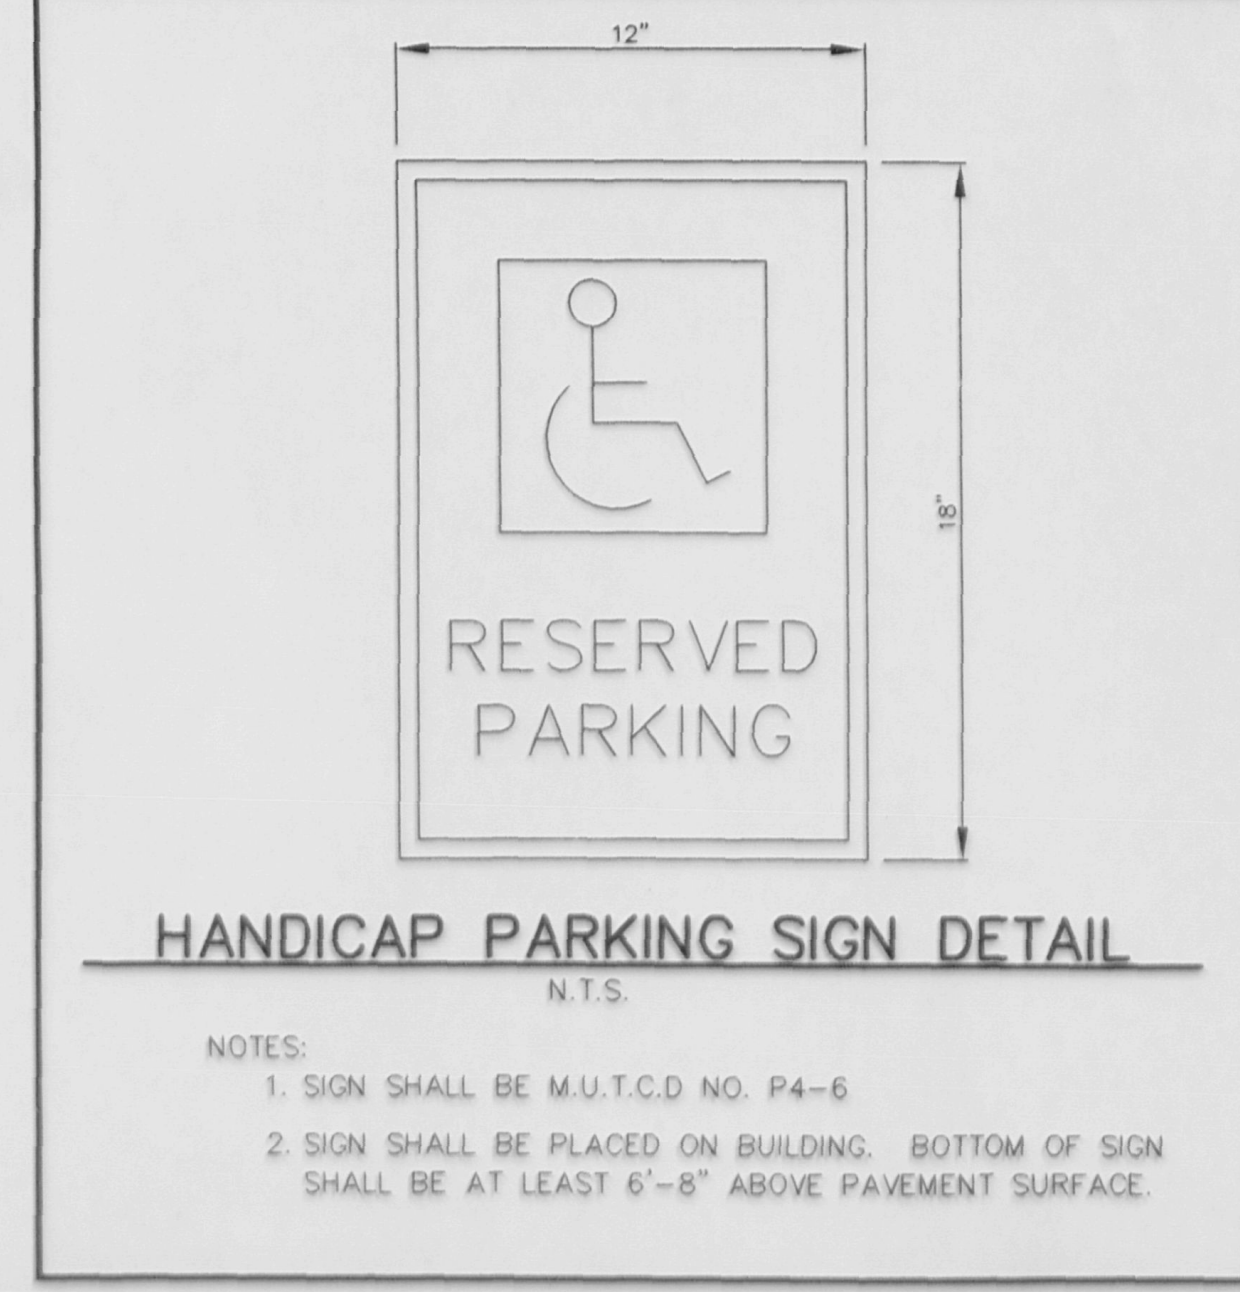 12"
18"
RESERVED
PARKING
HANDICAP PARKING SIGN DETAIL
N.T.S.
NOTES:
1. SIGN SHALL BE M.U.T.C.D NO. P4-6
2. SIGN SHALL BE PLACED ON BUILDING. BOTTOM OF SIGN
SHALL BE AT LEAST 6'-8" ABOVE PAVEMENT SURFACE.